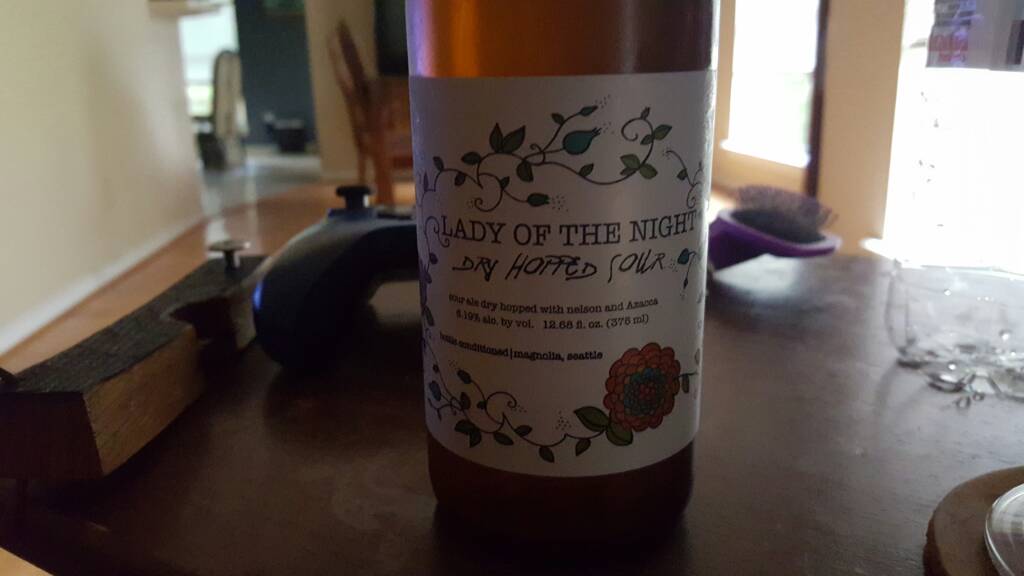 LADY OF THE NIGHT
DRY HOPPED SOUR
sour ale dry hopped with nelson and Azacca
6.19% alc. by vol. 12.68 fl. oz. (375 ml)
bottle conditioned|magnolia, seattle